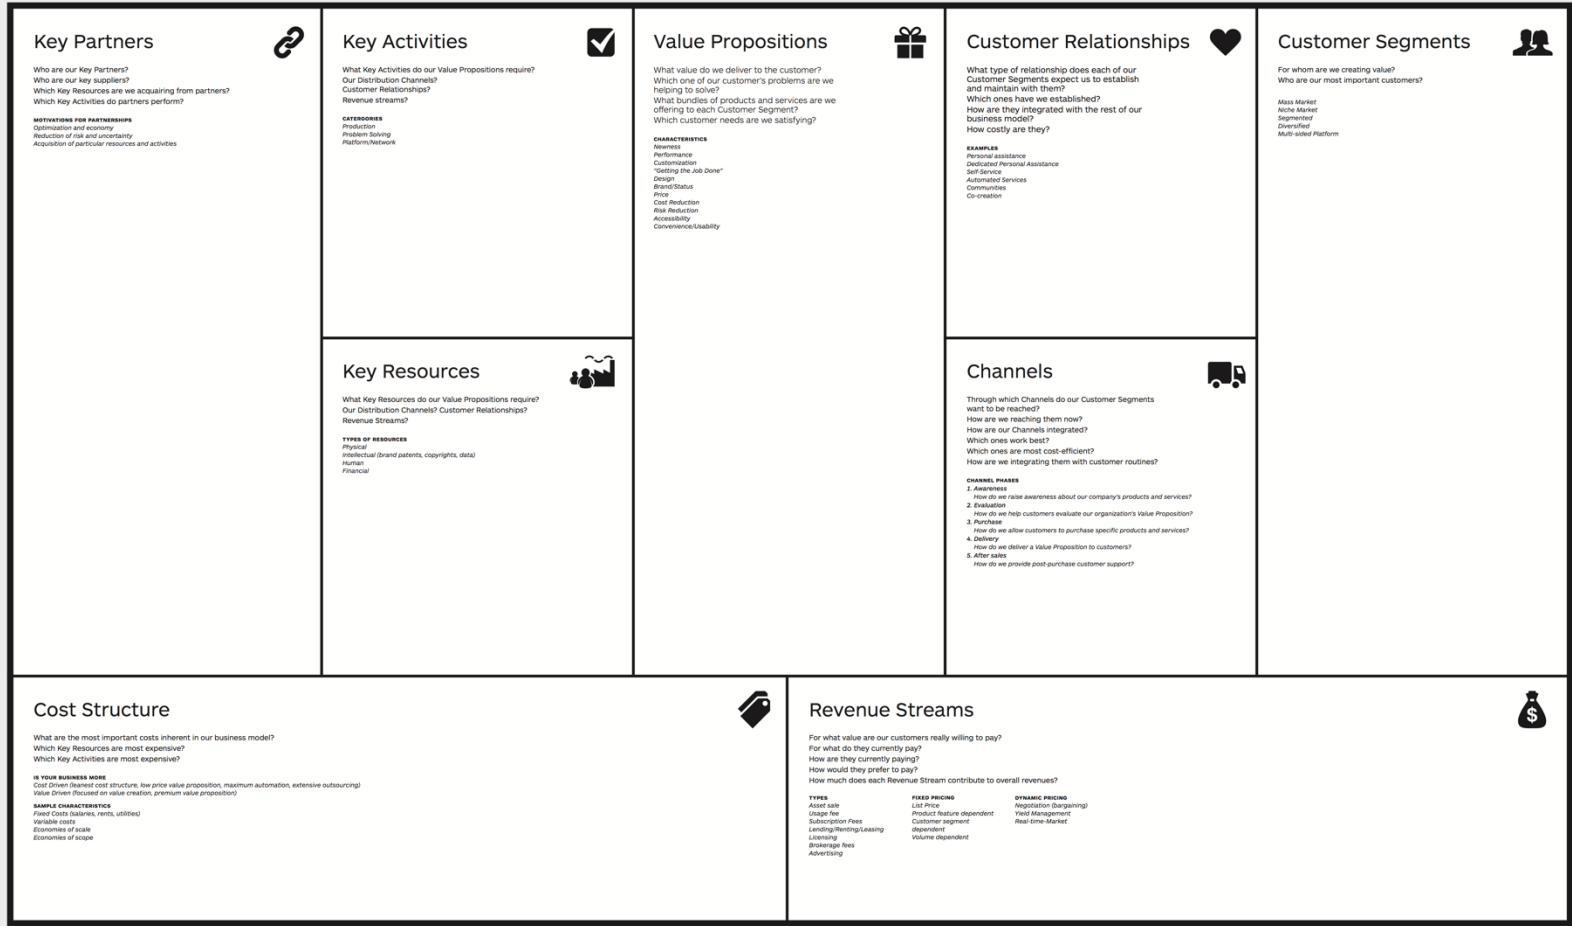 Key Partners
Who are our Key Partners?
Who are our key suppliers?
Which Key Resources are we acquairing from partners?
Which Key Activities do partners perform?
MOTIVATIONS FOR PARTNERSHIPS
Optimization and economy
Reduction of risk and uncertainty
Acquisition of particular resources and activities
Key Activities
What Key Activities do our Value Propositions require?
Our Distribution Channels?
Customer Relationships?
Revenue streams?
CATERGORIES
Production
Problem Solving
Platform/Network
Key Resources
What Key Resources do our Value Propositions require?
Our Distribution Channels? Customer Relationships?
Revenue Streams?
TYPES OF RESOURCES
Physical
Intellectual (brand patents, copyrights, data)
Human
Financial
Value Propositions
What value do we deliver to the customer?
Which one of our customer's problems are we
helping to solve?
What bundles of products and services are we
offering to each Customer Segment?
Which customer needs are we satisfying?
CHARACTERISTICS
Newness
Performance
Customization
"Getting the Job Done"
Design
Brand/Status
Price
Cost Reduction
Risk Reduction
Accessibility
Convenience/Usability
Customer Relationships
What type of relationship does each of our
Customer Segments expect us to establish
and maintain with them?
Which ones have we established?
How are they integrated with the rest of our
business model?
How costly are they?
EXAMPLES
Personal assistance
Dedicated Personal Assistance
Self-Service
Automated Services
Communities
Co-creation
Channels
Through which Channels do our Customer Segments
want to be reached?
How are we reaching them now?
How are our Channels integrated?
Which ones work best?
Which ones are most cost-efficient?
How are we integrating them with customer routines?
CHANNEL PHASES
1. Awareness
How do we raise awareness about our company's products and services?
2. Evaluation
How do we help customers evaluate our organization's Value Proposition?
3. Purchase
How do we allow customers to purchase specific products and services?
4. Delivery
How do we deliver a Value Proposition to customers?
5. After sales
How do we provide post-purchase customer support?
Customer Segments
For whom are we creating value?
Who are our most important customers?
Mass Market
Niche Market
Segmented
Diversified
Multi-sided Platform
Cost Structure
What are the most important costs inherent in our business model?
Which Key Resources are most expensive?
Which Key Activities are most expensive?
IS YOUR BUSINESS MORE
Cost Driven (leanest cost structure, low price value proposition, maximum automation, extensive outsourcing)
Value Driven (focused on value creation, premium value proposition)
SAMPLE CHARACTERISTICS
Fixed Costs (salaries, rents, utilities)
Variable costs
Economies of scale
Economies of scope
Revenue Streams
$
For what value are our customers really willing to pay?
For what do they currently pay?
How are they currently paying?
How would they prefer to pay?
How much does each Revenue Stream contribute to overall revenues?
TYPES
Asset sale
Usage fee
Subscription Fees
Lending/Renting/Leasing
Licensing
Brokerage fees
Advertising
FIXED PRICING
List Price
Product feature dependent
Customer segment
dependent
Volume dependent
DYNAMIC PRICING
Negotiation (bargaining)
Yield Management
Real-time-Market